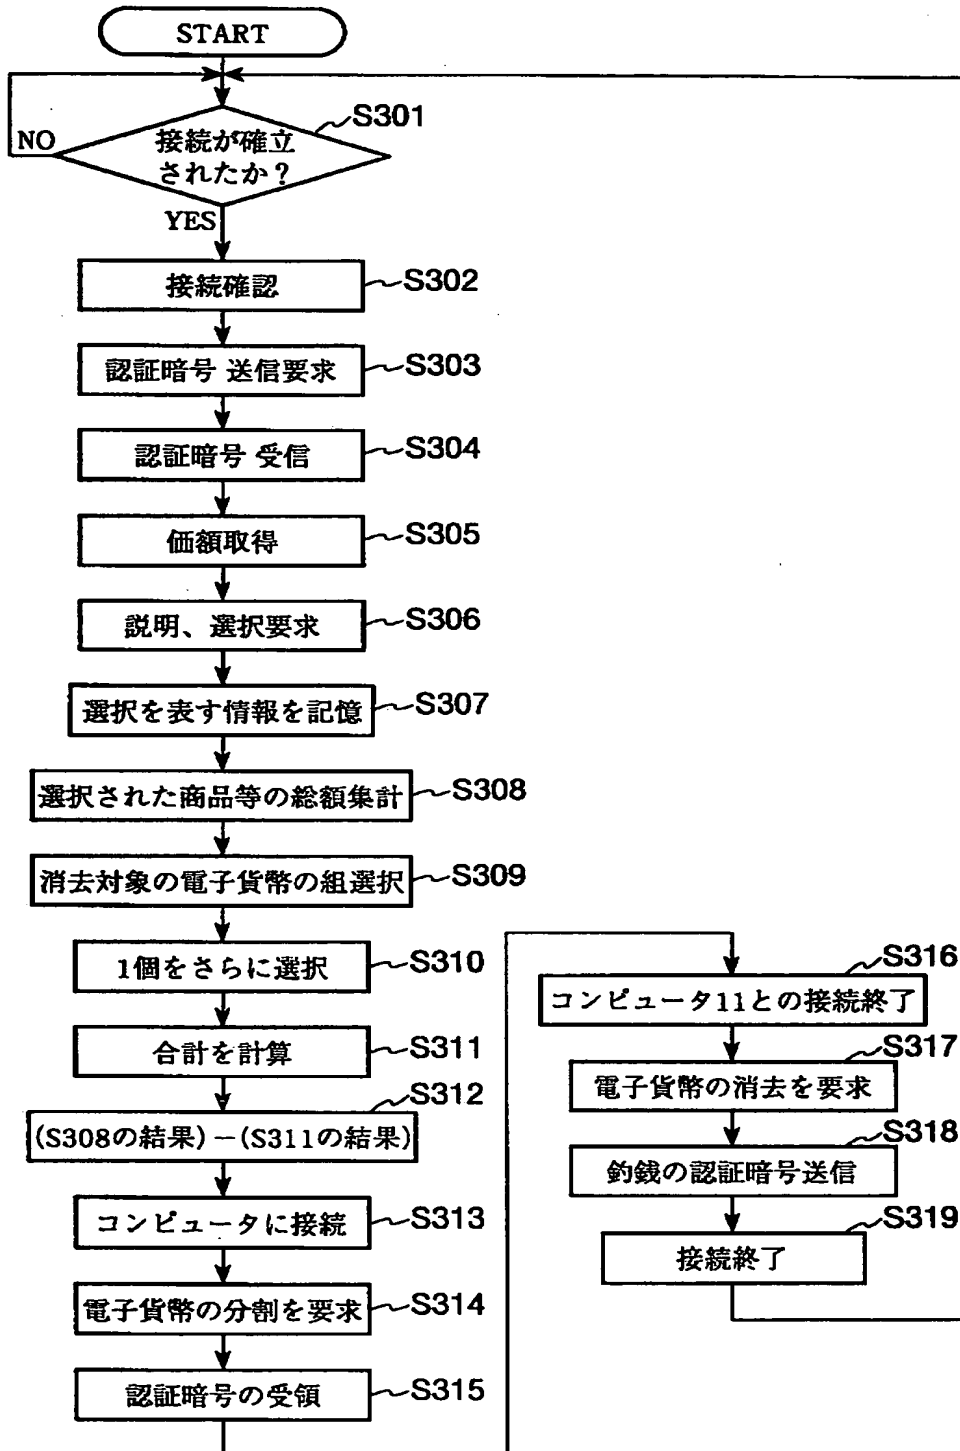 START
S301
接続が確立
されたか?
NO
YES
接続確認
S302
認証暗号 送信要求
S303
認証暗号 受信
S304
価額取得
S305
説明、選択要求
S306
選択を表す情報を記憶
S307
選択された商品等の総額集計
S308
消去対象の電子貨幣の組選択
S309
1個をさらに選択
S310
合計を計算
S311
S312
(S308の結果)-(S311の結果)
コンピュータに接続
S313
電子貨幣の分割を要求
S314
認証暗号の受領
S315
S316
コンピュータ11との接続終了
S317
電子貨幣の消去を要求
S318
釣銭の認証暗号送信
S319
接続終了